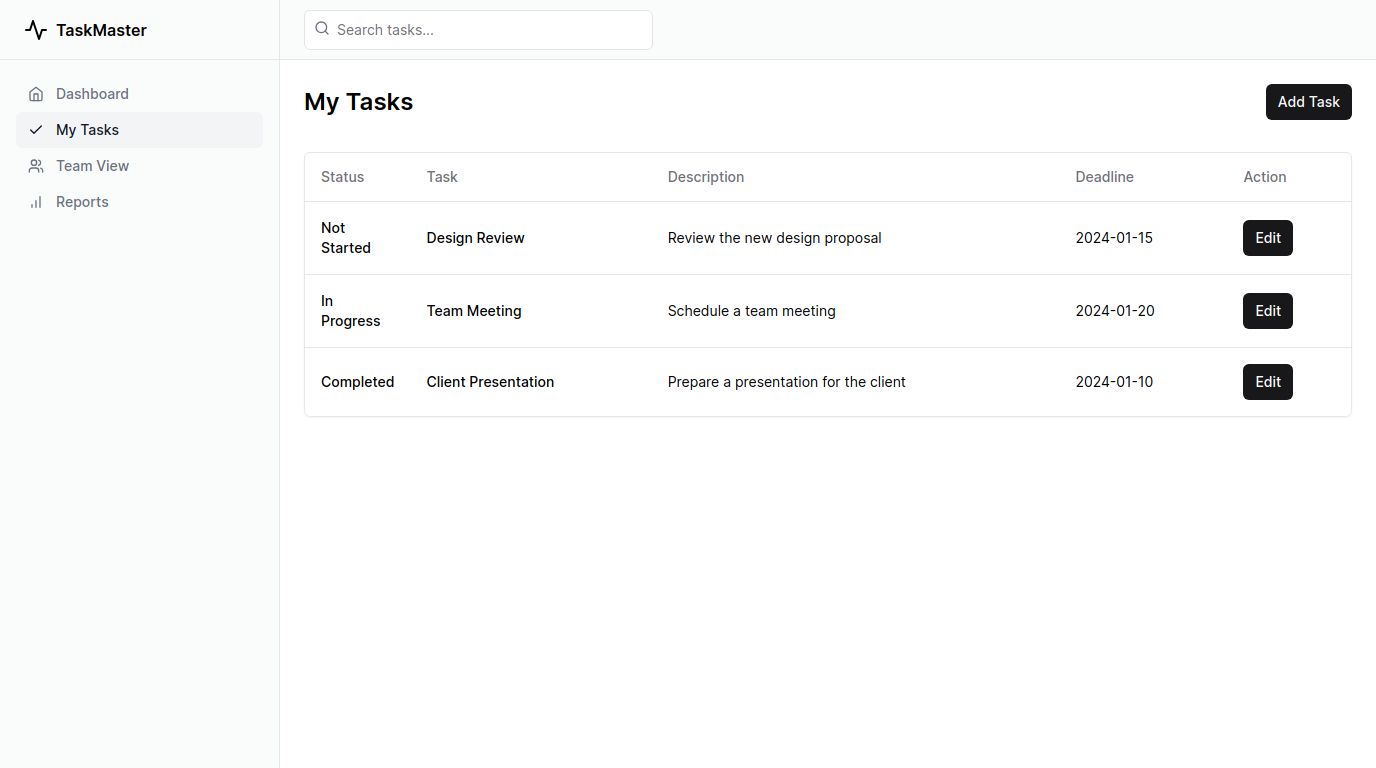 TaskMaster
Search tasks...
Dashboard
My Tasks
Team View
Reports
My Tasks
Add Task
Status Task Description Deadline Action
Not
Started Design Review Review the new design proposal 2024-01-15 Edit
In
Progress Team Meeting Schedule a team meeting 2024-01-20 Edit
Completed Client Presentation Prepare a presentation for the client 2024-01-10 Edit